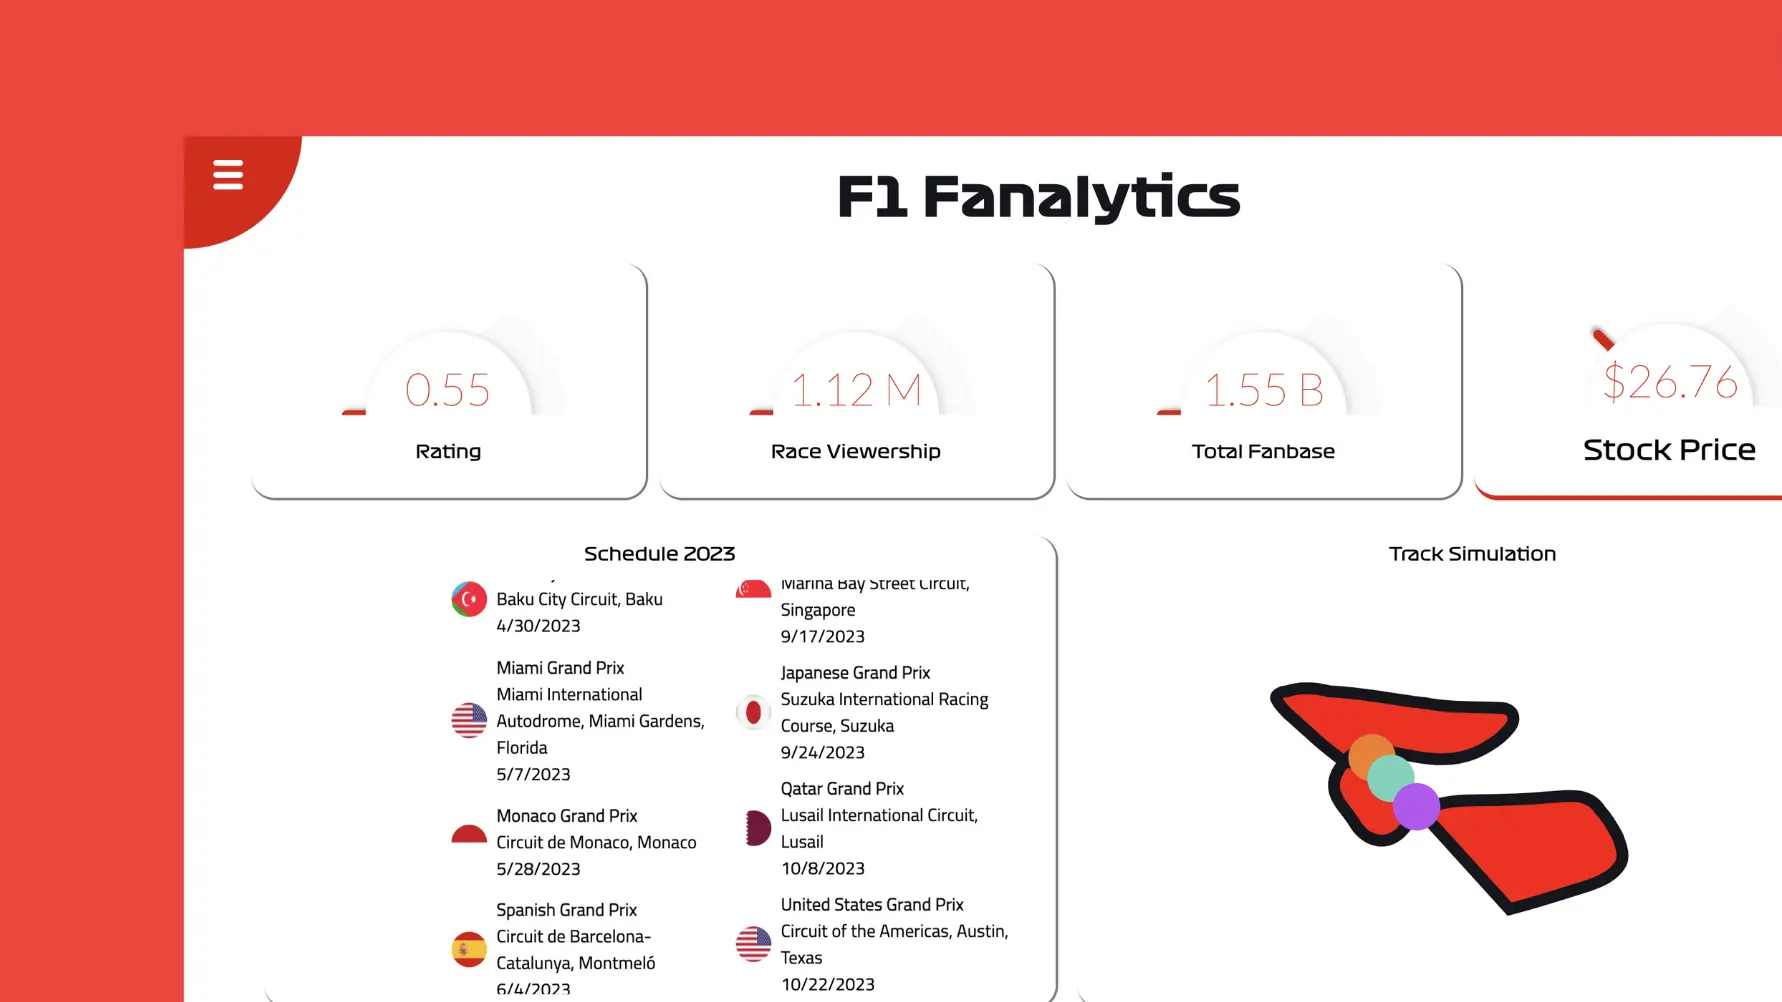 F1 Fanalytics
0.55
Rating
1.12 M
Race Viewership
1.55 B
Total Fanbase
$26.76
Stock Price
Schedule 2023
Baku City Circuit, Baku
4/30/2023
Miami Grand Prix
Miami International
Autodrome, Miami Gardens,
Florida
5/7/2023
Monaco Grand Prix
Circuit de Monaco, Monaco
5/28/2023
Spanish Grand Prix
Circuit de Barcelona-
Catalunya, Montmeló
6/4/2023
Marina Bay Street Circuit,
Singapore
9/17/2023
Japanese Grand Prix
Suzuka International Racing
Course, Suzuka
9/24/2023
Qatar Grand Prix
Lusail International Circuit,
Lusail
10/8/2023
United States Grand Prix
Circuit of the Americas, Austin,
Texas
10/22/2023
Track Simulation